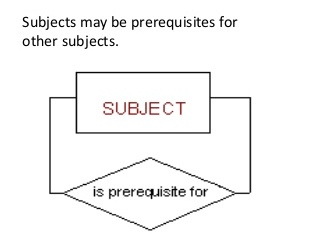 Subjects may be prerequisites for
other subjects.
SUBJECT
is prerequisite for